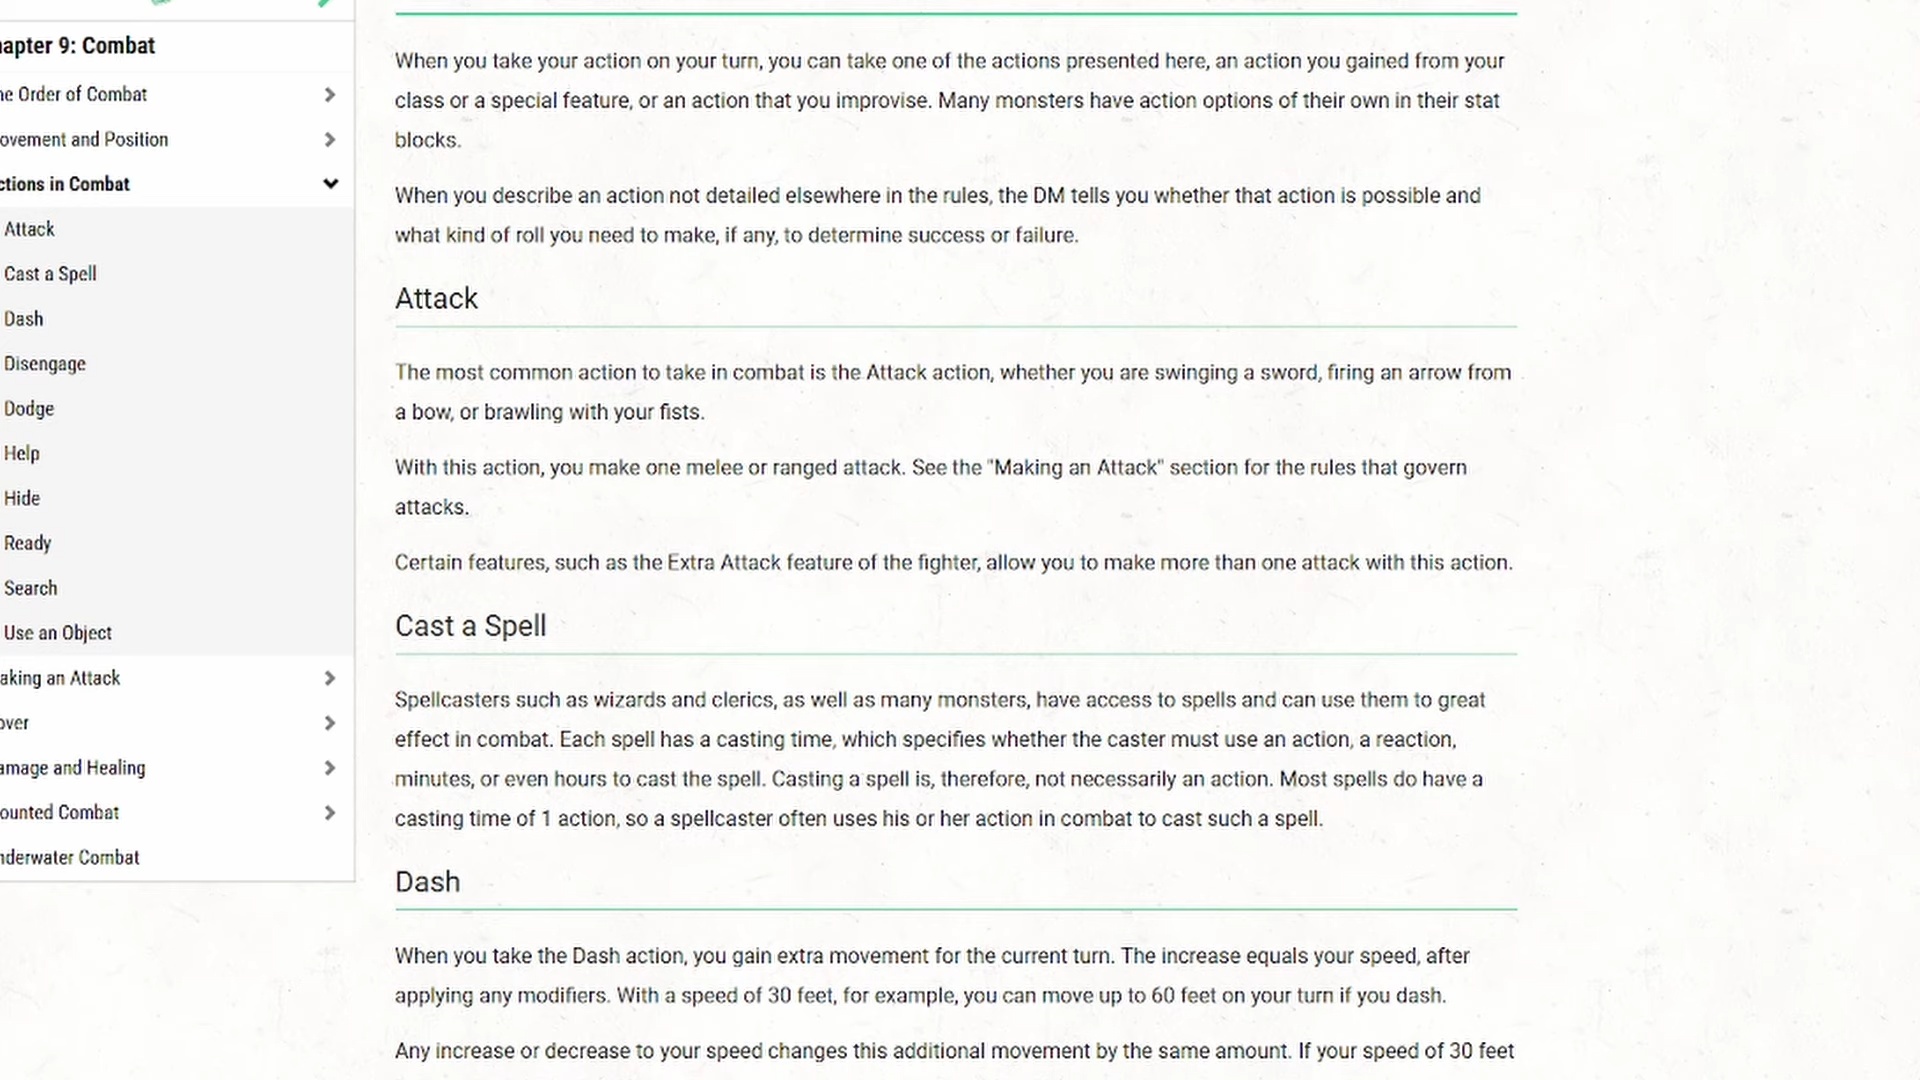 hapter 9: Combat
he Order of Combat
ovement and Position
ctions in Combat
Attack
Cast a Spell
Dash
Disengage
Dodge
Help
Hide
Ready
Search
Use an Object
aking an Attack
over
amage and Healing
ounted Combat
nderwater Combat
When you take your action on your turn, you can take one of the actions presented here, an action you gained from your
class or a special feature, or an action that you improvise. Many monsters have action options of their own in their stat
blocks.
When you describe an action not detailed elsewhere in the rules, the DM tells you whether that action is possible and
what kind of roll you need to make, if any, to determine success or failure.
Attack
The most common action to take in combat is the Attack action, whether you are swinging a sword, firing an arrow from
a bow, or brawling with your fists.
With this action, you make one melee or ranged attack. See the "Making an Attack" section for the rules that govern
attacks.
Certain features, such as the Extra Attack feature of the fighter, allow you to make more than one attack with this action.
Cast a Spell
Spellcasters such as wizards and clerics, as well as many monsters, have access to spells and can use them to great
effect in combat. Each spell has a casting time, which specifies whether the caster must use an action, a reaction,
minutes, or even hours to cast the spell. Casting a spell is, therefore, not necessarily an action. Most spells do have a
casting time of 1 action, so a spellcaster often uses his or her action in combat to cast such a spell.
Dash
When you take the Dash action, you gain extra movement for the current turn. The increase equals your speed, after
applying any modifiers. With a speed of 30 feet, for example, you can move up to 60 feet on your turn if you dash.
Any increase or decrease to your speed changes this additional movement by the same amount. If your speed of 30 feet